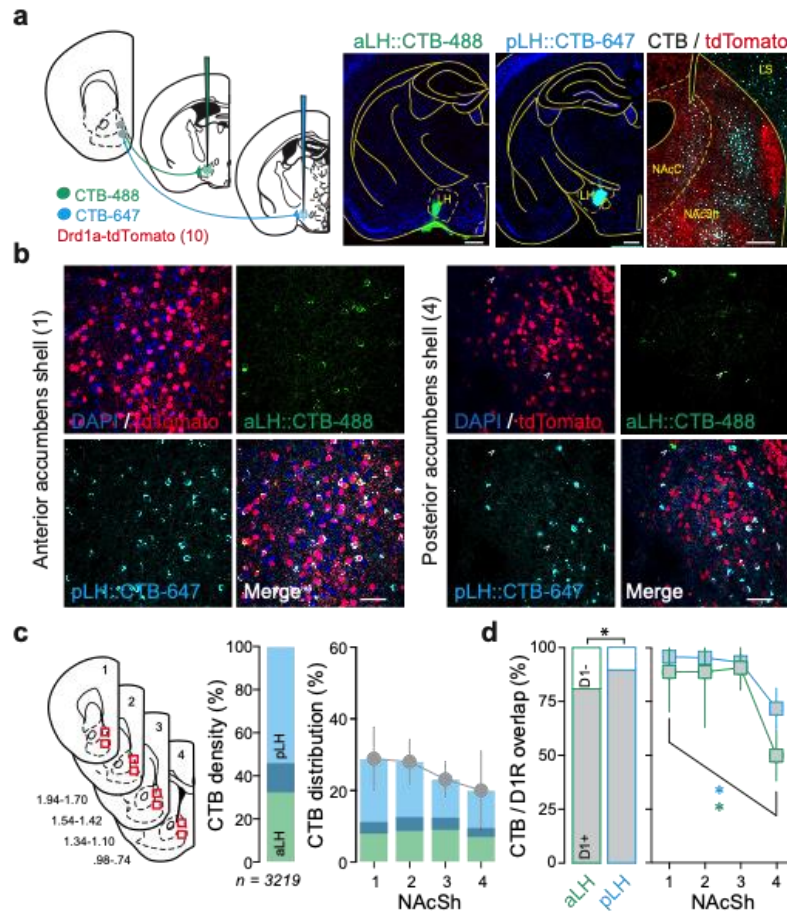 a
aLH::CTB-488
pLH::CTB-647
CTB / tdTomato
LS
NAcC
NAcSh
LH
LH
CTB-488
CTB-647
Drd1a-tdTomato (10)
b
Anterior accumbens shell (1)
DAPI / tdTomato
aLH::CTB-488
pLH::CTB-647
Merge
Posterior accumbens shell (4)
DAPI / tdTomato
aLH::CTB-488
pLH::CTB-647
Merge
c
1
2
3
4
1.94-1.70
1.54-1.42
1.34-1.10
.98-.74
CTB density (%)
100
80
60
40
20
0
pLH
aLH
n = 3219
CTB distribution (%)
60
40
20
0
1 2 3 4
NAcSh
d
CTB / D1R overlap (%)
100
75
50
25
0
*
D1-
D1+
aLH
pLH
*
*
1 2 3 4
NAcSh